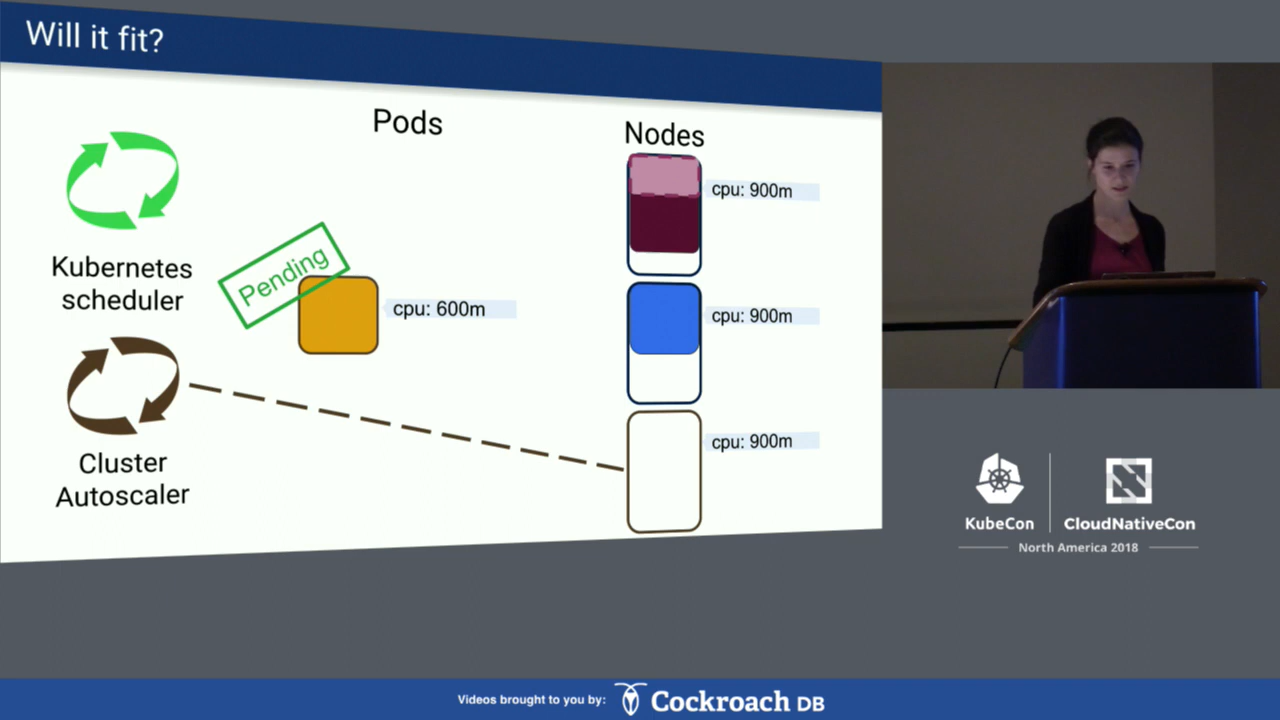 Will it fit?
Pods
Nodes
cpu: 900m
Kubernetes
scheduler
Pending
cpu: 600m
cpu: 900m
Cluster
Autoscaler
cpu: 900m
KubeCon
CloudNativeCon
North America 2018
Videos brought to you by:
Cockroach DB